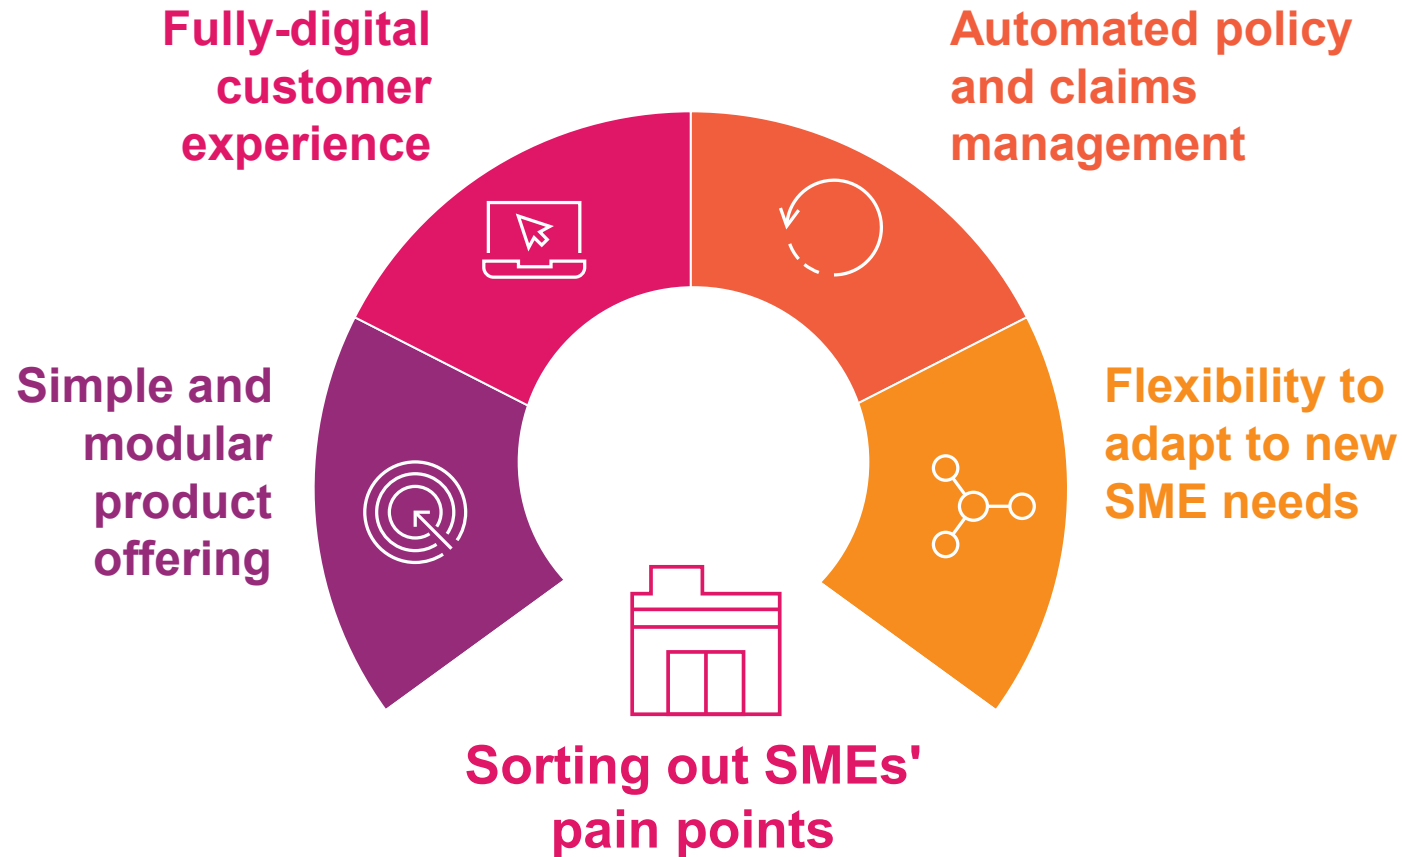 Fully-digital
customer
experience
Automated policy
and claims
management
Simple and
modular
product
offering
Flexibility to
adapt to new
SME needs
Sorting out SMEs'
pain points